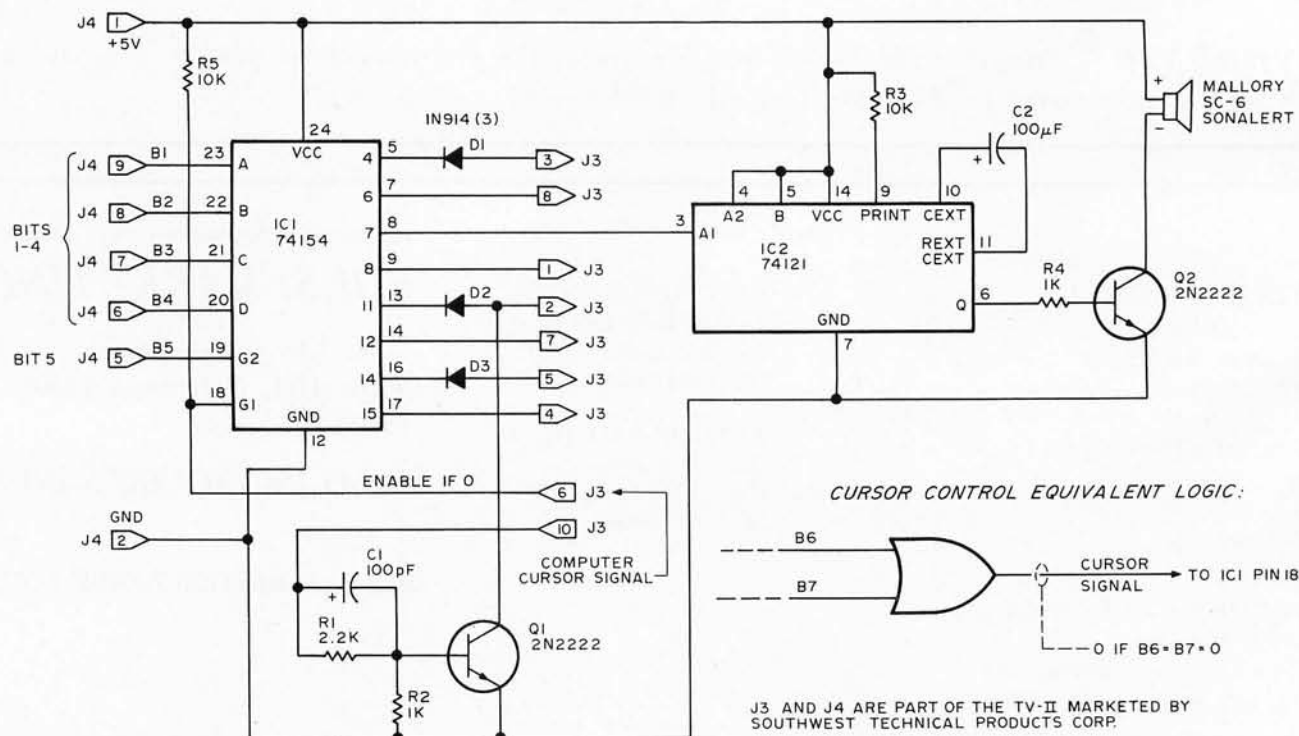 J4 1
+5V
R5
10K
24
VCC
IN914 (3)
R3
10K
C2
100µF
+
+
−
MALLORY
SC-6
SONALERT
BITS
1-4
J4 9 B1 23 A
J4 8 B2 22 B
J4 7 B3 21 C
J4 6 B4 20 D
BIT 5 J4 5 B5 19 G2
18 G1
IC1
74154
GND
12
4 5 D1 3 J3
6 7 8 J3
7 8
8 9 1 J3
11 13 D2 2 J3
12 14 7 J3
14 16 D3 5 J3
15 17 4 J3
4 5 14 9 10
A2 B VCC PRINT CEXT
3 A1
IC2
74121
REXT
CEXT
11
Q 6
GND
7
R4
1K
Q2
2N2222
ENABLE IF 0 6 J3
10 J3
COMPUTER
CURSOR SIGNAL
GND
J4 2
C1
100pF
+
R1
2.2K
Q1
2N2222
R2
1K
CURSOR CONTROL EQUIVALENT LOGIC:
B6
B7
CURSOR
SIGNAL
TO IC1 PIN 18
0 IF B6=B7=0
J3 AND J4 ARE PART OF THE TV-II MARKETED BY
SOUTHWEST TECHNICAL PRODUCTS CORP.